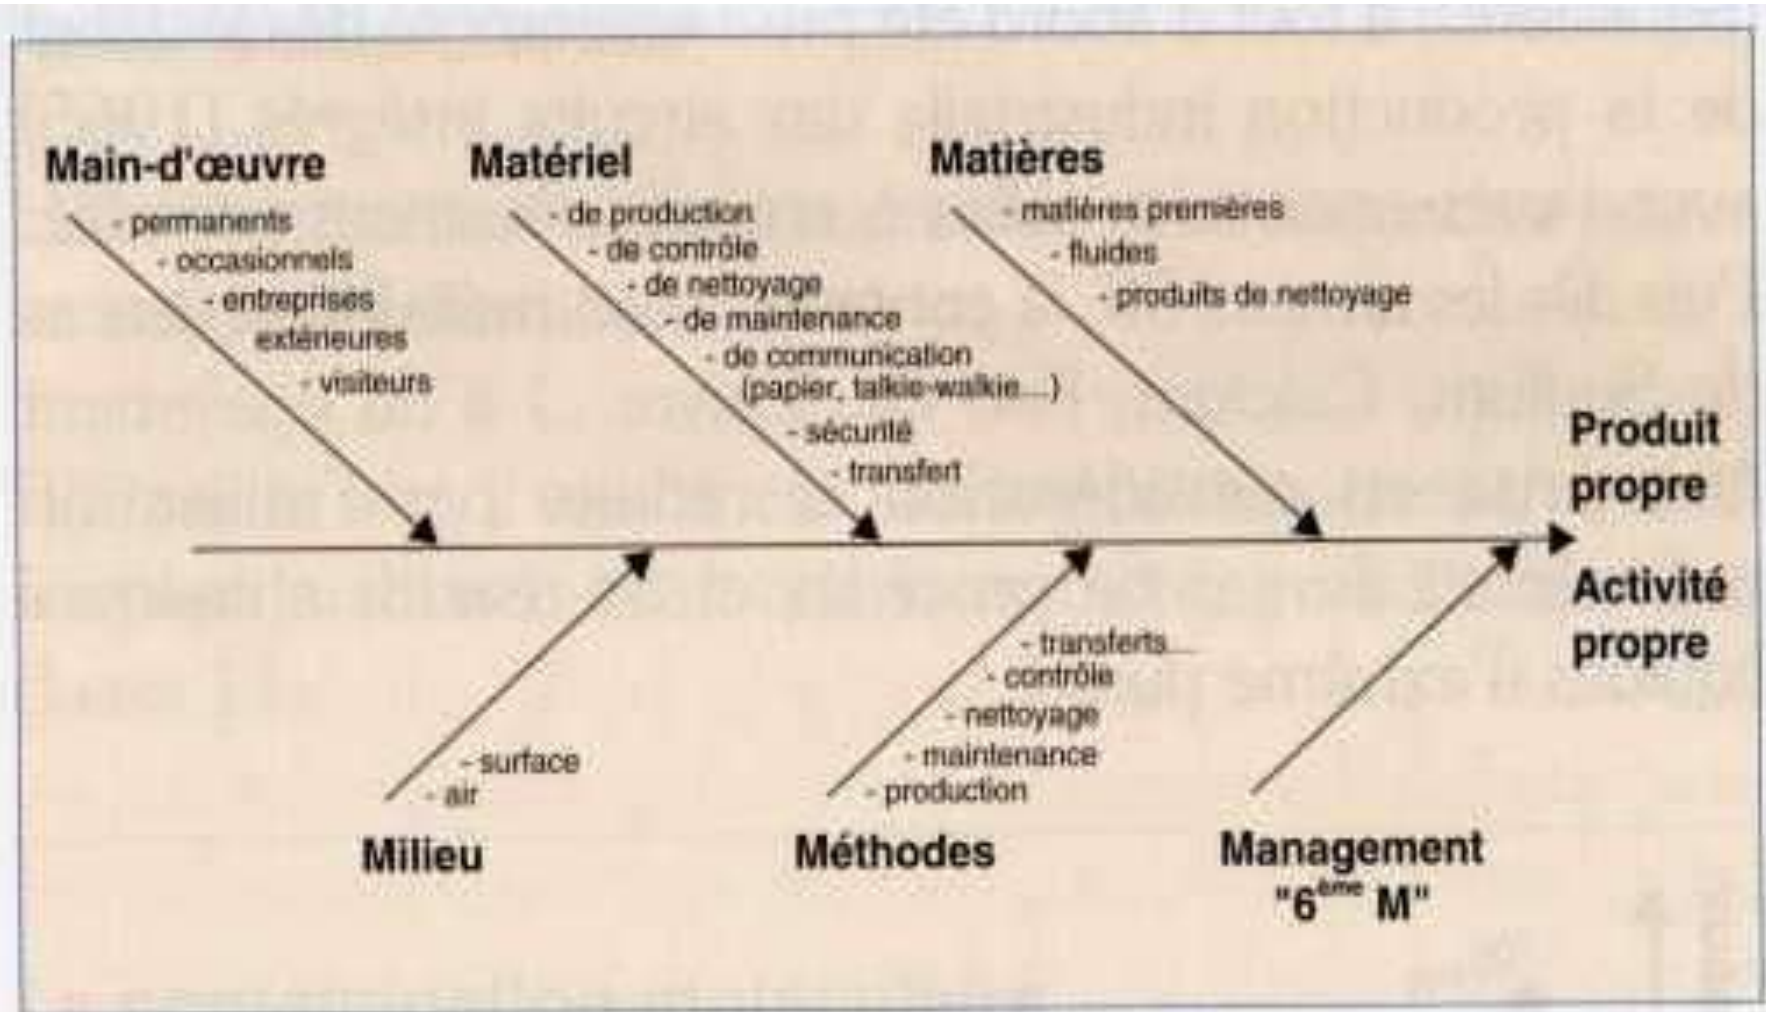 Main-d'œuvre
- permanents
- occasionnels
- entreprises
extérieures
- visiteurs
Matériel
- de production
- de contrôle
- de nettoyage
- de maintenance
- de communication
(papier, talkie-walkie...)
- sécurité
- transfert
Matières
- matières premières
- fluides
- produits de nettoyage
Produit
propre
Activité
propre
- surface
- air
Milieu
- transferts...
- contrôle
- nettoyage
- maintenance
- production
Méthodes
Management
"6ème M"